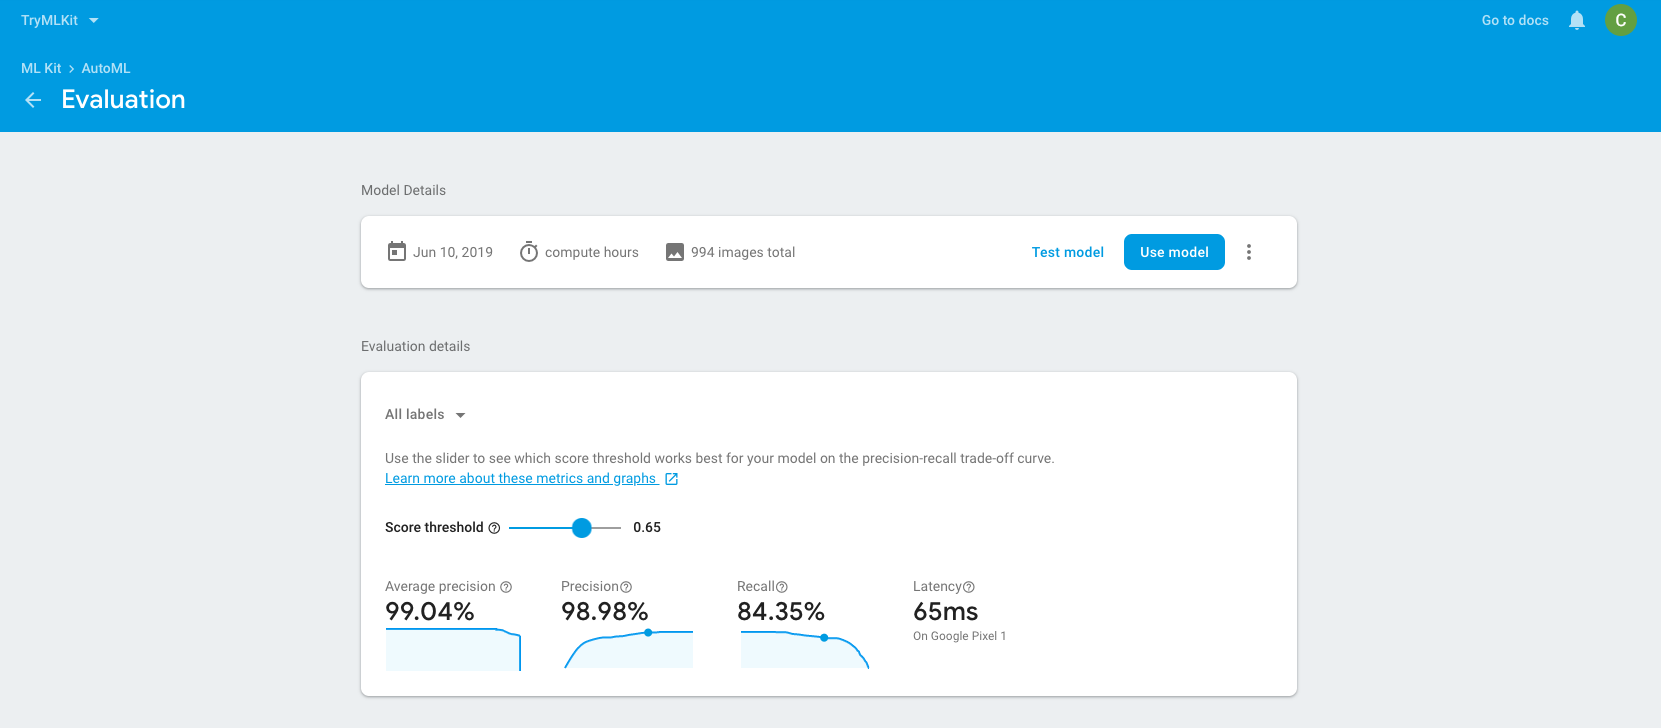 TryMLKit
Go to docs
C
ML Kit > AutoML
Evaluation
Model Details
Jun 10, 2019
compute hours
994 images total
Test model
Use model
Evaluation details
All labels
Use the slider to see which score threshold works best for your model on the precision-recall trade-off curve.
Learn more about these metrics and graphs
Score threshold
0.65
Average precision
99.04%
Precision
98.98%
Recall
84.35%
Latency
65ms
On Google Pixel 1